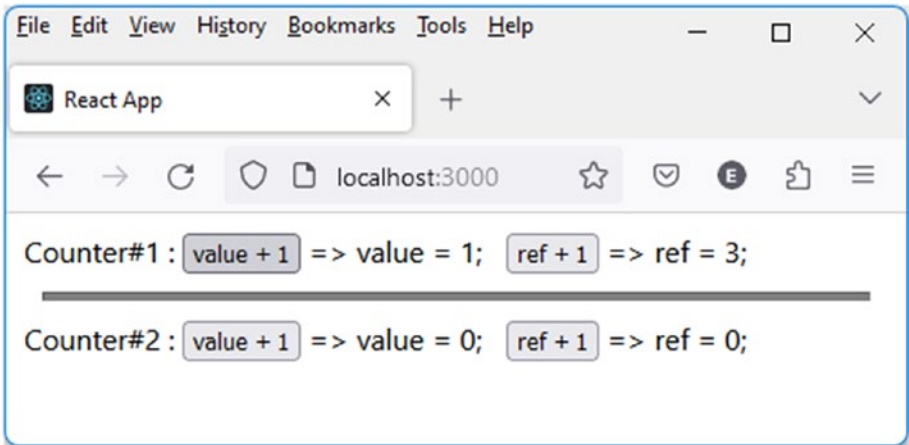 File Edit View History Bookmarks Tools Help
React App
localhost:3000
E
Counter#1 : value + 1 => value = 1; ref + 1 => ref = 3;
Counter#2 : value + 1 => value = 0; ref + 1 => ref = 0;